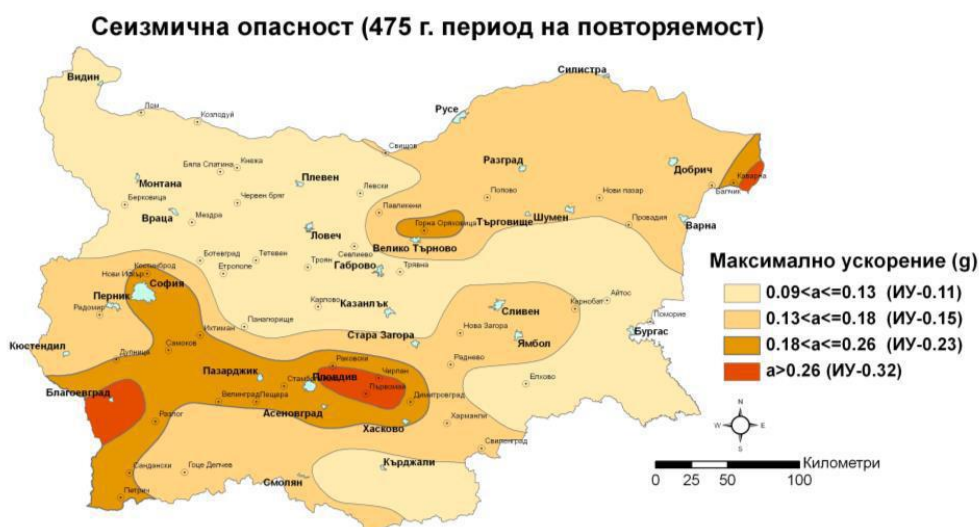 Сеизмична опасност (475 г. период на повторяемост)
Видин
Силистра
Лом
Козлодуй
Русе
Свищов
Бяла Слатина
Кнежа
Разград
Добрич
Каварна
Балчик
Монтана
Плевен
Левски
Попово
Нови пазар
Берковица
Червен бряг
Павликени
Враца
Мездра
Горна Оряховица
Търговище
Шумен
Провадия
Варна
Ловеч
Велико Търново
Севлиево
Ботевград
Тетевен
Етрополе
Троян
Габрово
Трявна
Костинброд
Нови Искър
София
Перник
Радомир
Карлово
Казанлък
Панагюрище
Сливен
Карнобат
Айтос
Поморие
Бургас
Ихтиман
Стара Загора
Нова Загора
Ямбол
Кюстендил
Дупница
Самоков
Раковски
Раднево
Пазарджик
Пловдив
Чирпан
Първомай
Елхово
Благоевград
Велинград
Пещера
Асеновград
Димитровград
Разлог
Хасково
Харманли
Свиленград
Сандански
Гоце Делчев
Кърджали
Смолян
Петрич
Максимално ускорение (g)
0.09<a<=0.13 (ИУ-0.11)
0.13<a<=0.18 (ИУ-0.15)
0.18<a<=0.26 (ИУ-0.23)
a>0.26 (ИУ-0.32)
N
W E
S
Километри
0 25 50 100